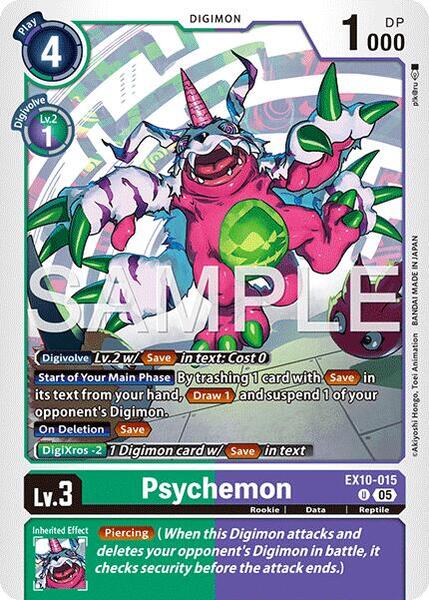 DIGIMON
Play
4
1000
DP
Digivolve
Lv.2
1
plk@ru
SAMPLE
Digivolve Lv.2 w/ Save in text: Cost 0
Start of Your Main Phase By trashing 1 card with Save in
its text from your hand, Draw 1 and suspend 1 of your
opponent's Digimon.
On Deletion Save
DigiXros -2 1 Digimon card w/ Save in text
©Akiyoshi Hongo, Toei Animation BANDAI MADE IN JAPAN
Lv.3
Psychemon
EX10-015
U 05
Rookie | Data | Reptile
Inherited Effect
Piercing (When this Digimon attacks and
deletes your opponent's Digimon in battle, it
checks security before the attack ends.)